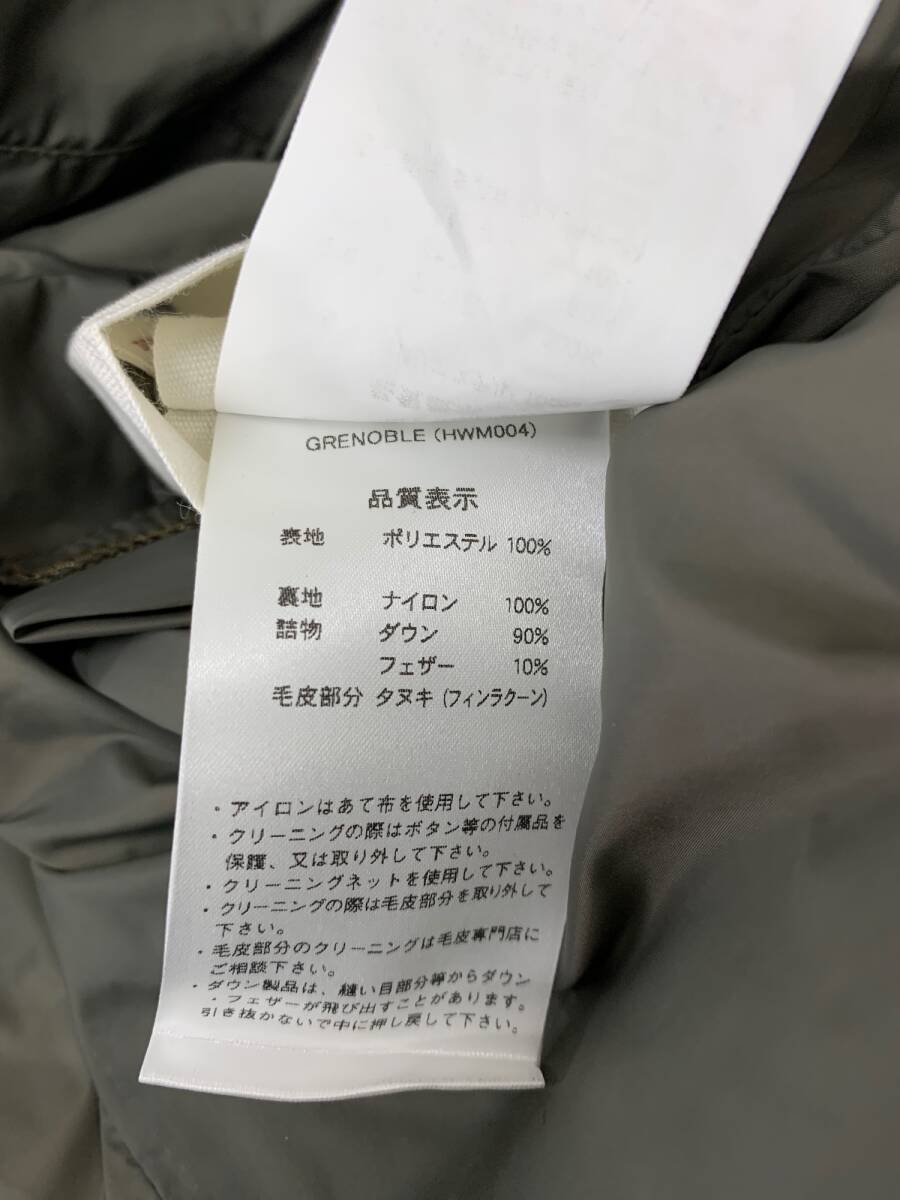 GRENOBLE (HWM004)
品質表示
表地 ポリエステル 100%
裏地 ナイロン 100%
詰物 ダウン 90%
フェザー 10%
毛皮部分 タヌキ (フィンラクーン)
・アイロンはあて布を使用して下さい。
・クリーニングの際はボタン等の付属品を
保護、又は取り外して下さい。
・クリーニングネットを使用して下さい。
・クリーニングの際は毛皮部分を取り外して
下さい。
・毛皮部分のクリーニングは毛皮専門店に
ご相談下さい。
・ダウン製品は、縫い目部分等からダウン
・フェザーが飛び出すことがあります。
引き抜かないで中に押し戻して下さい。